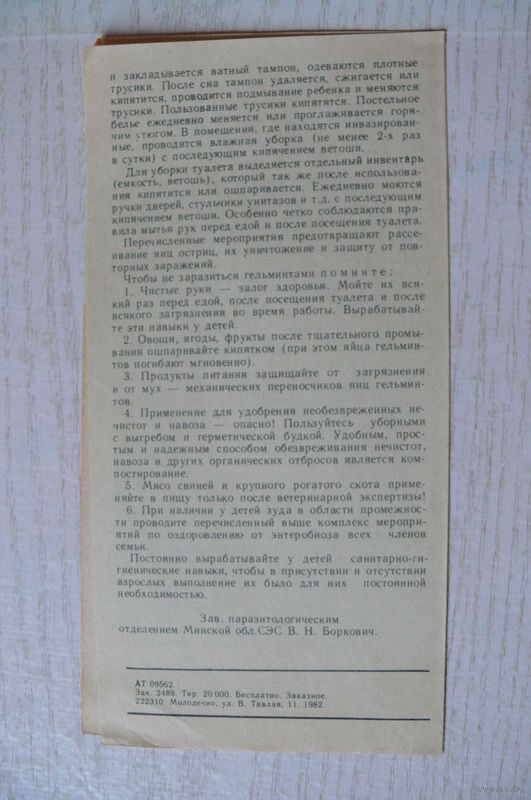 и закладывается ватный тампон, одеваются плотные
трусики. После сна тампон удаляется, сжигается или
кипятится, проводится подмывание ребенка и меняются
трусики. Пользованные трусики кипятятся. Постельное
белье ежедневно меняется или проглаживается горя-
чим утюгом. В помещении, где находятся инвазирован-
ные, проводится влажная уборка (не менее 2-х раз
в сутки) с последующим кипячением ветоши.
Для уборки туалета выделяется отдельный инвентарь
(емкость, ветошь), который так же после использова-
ния кипятится или ошпаривается. Ежедневно моются
ручки дверей, стульчики унитазов и т.д. с последующим
кипячением ветоши. Особенно четко соблюдаются пра-
вила мытья рук перед едой и после посещения туалета.
Перечисленные мероприятия предотвращают рассе-
ивание яиц остриц, их уничтожение и защиту от пов-
торных заражений.
Чтобы не заразиться гельминтами помните:
1. Чистые руки — залог здоровья. Мойте их вся-
кий раз перед едой, после посещения туалета и после
всякого загрязнения во время работы. Вырабатывай-
те эти навыки у детей.
2. Овощи, ягоды, фрукты после тщательного промы-
вания ошпаривайте кипятком (при этом яйца гельмин-
тов погибают мгновенно).
3. Продукты питания защищайте от загрязнения
и от мух — механических переносчиков яиц гельмин-
тов.
4. Применение для удобрения необезвреженных не-
чистот и навоза — опасно! Пользуйтесь уборными
с выгребом и герметической будкой. Удобным, прос-
тым и надежным способом обезвреживания нечистот,
навоза и других органических отбросов является ком-
постирование.
5. Мясо свиней и крупного рогатого скота приме-
няйте в пищу только после ветеринарной экспертизы!
6. При наличии у детей зуда в области промежнос-
ти проводите перечисленный выше комплекс меропри-
ятий по оздоровлению от энтеробиоза всех членов
семьи.
Постоянно вырабатывайте у детей санитарно-ги-
гиенические навыки, чтобы в присутствии и отсутствии
взрослых выполнение их было для них постоянной
необходимостью.
Зав. паразитологическим
отделением Минской обл.СЭС В. Н. Боркович.
АТ 09562.
Зак. 2489. Тир. 20 000. Бесплатно. Заказное.
222310. Молодечно, ул. В. Тавлая, 11. 1982.